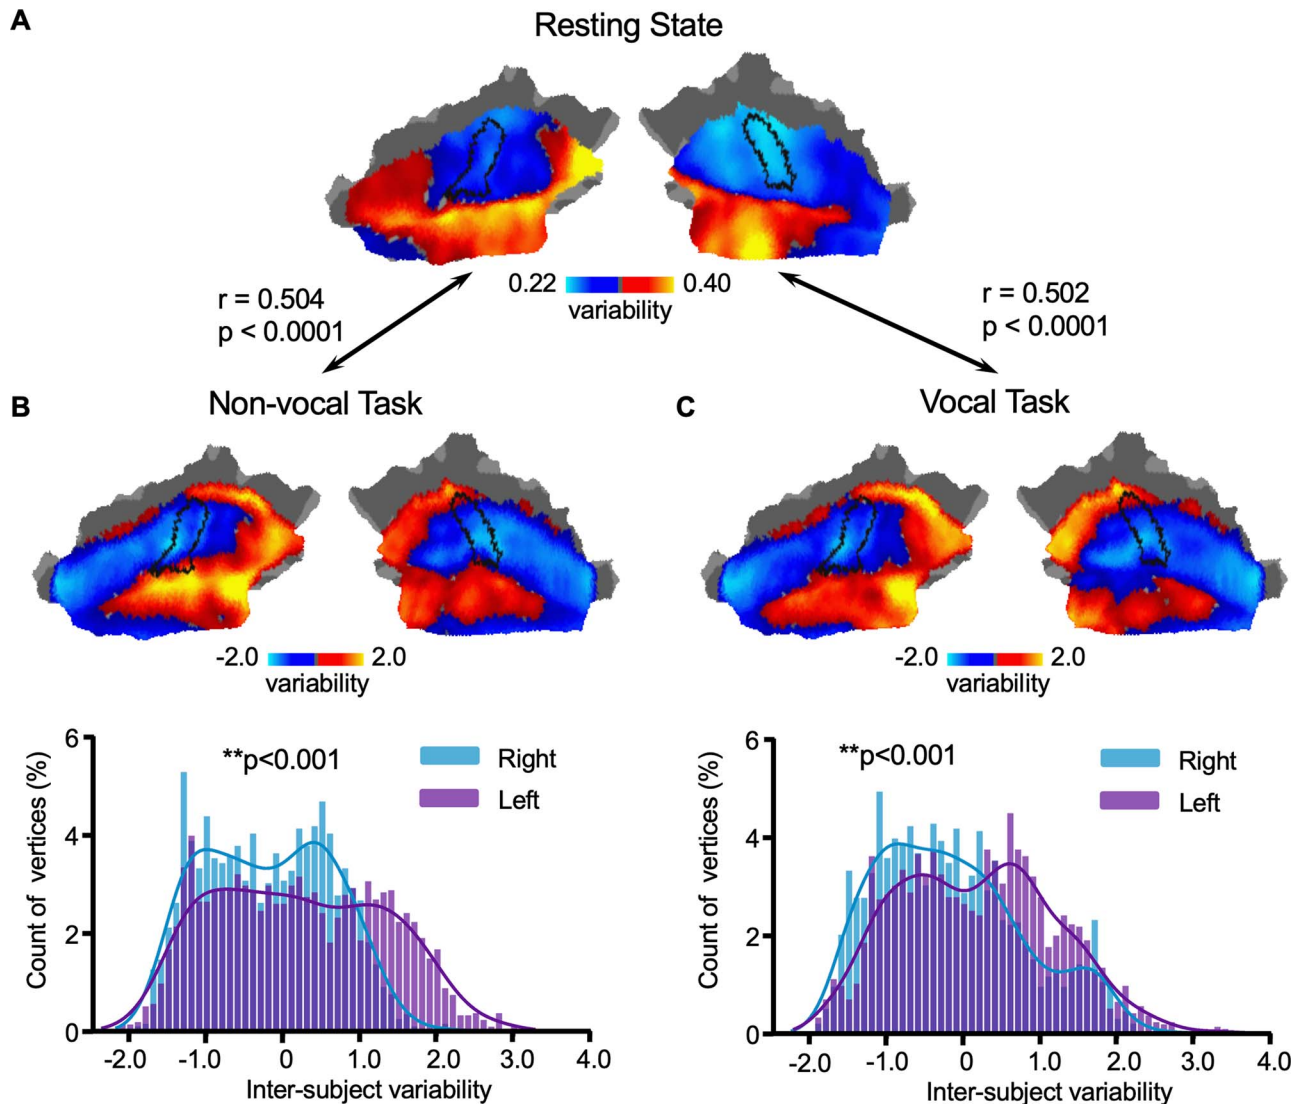 A
Resting State
0.22 0.40
variability
r = 0.504
p < 0.0001
r = 0.502
p < 0.0001
B
Non-vocal Task
C
Vocal Task
-2.0 2.0
variability
-2.0 2.0
variability
Count of vertices (%)
6
4
2
0
**p<0.001
Right
Left
-2.0 -1.0 0 1.0 2.0 3.0 4.0
Inter-subject variability
Count of vertices (%)
6
4
2
0
**p<0.001
Right
Left
-2.0 -1.0 0 1.0 2.0 3.0 4.0
Inter-subject variability